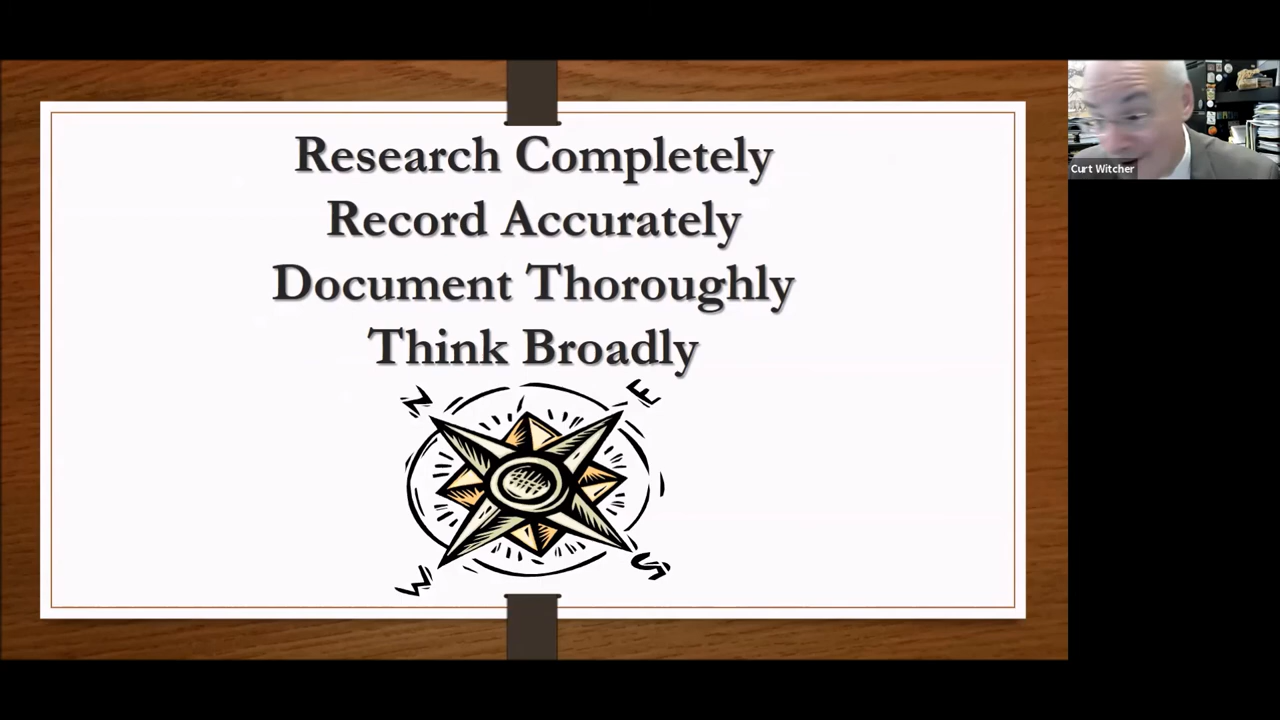 Research Completely
Record Accurately
Document Thoroughly
Think Broadly
N
E
W
S
Curt Witcher